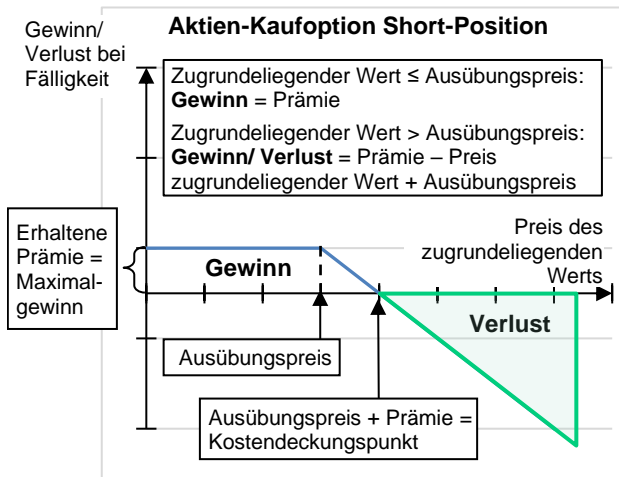 Aktien-Kaufoption Short-Position
Gewinn/
Verlust bei
Fälligkeit
Zugrundeliegender Wert ≤ Ausübungspreis:
Gewinn = Prämie
Zugrundeliegender Wert > Ausübungspreis:
Gewinn/ Verlust = Prämie – Preis
zugrundeliegender Wert + Ausübungspreis
Erhaltene
Prämie =
Maximal-
gewinn
Gewinn
Preis des
zugrundeliegenden
Werts
Verlust
Ausübungspreis
Ausübungspreis + Prämie =
Kostendeckungspunkt